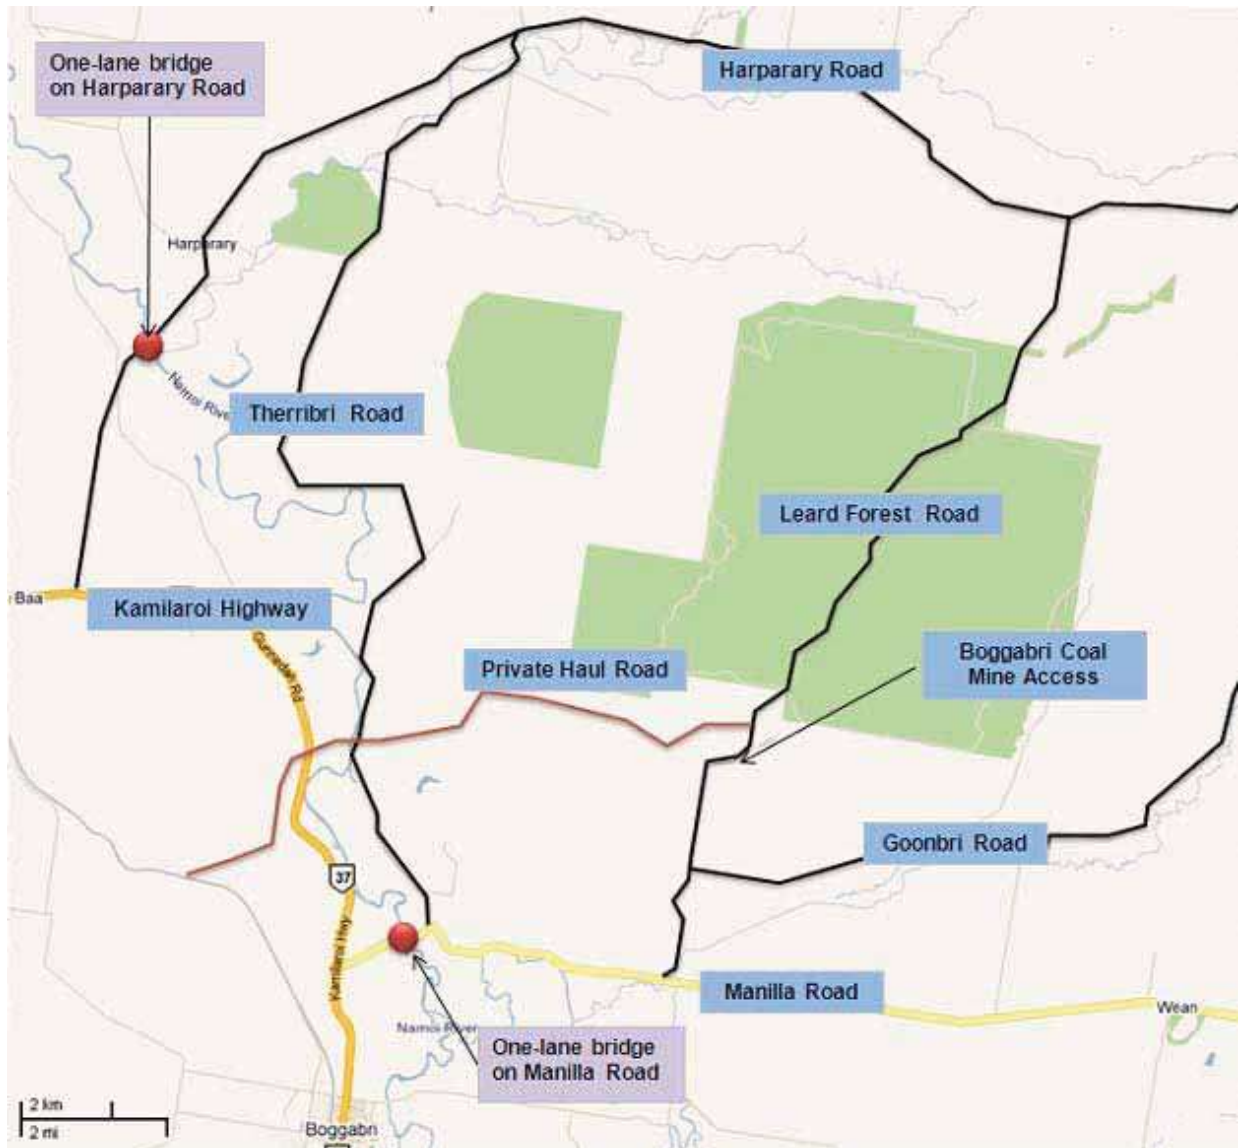 One-lane bridge
on Harparary Road
Harparary Road
Harparary
Namoi River
Therribri Road
Leard Forest Road
Baa
Kamilaroi Highway
Gunnedah Rd
Private Haul Road
Boggabri Coal
Mine Access
Goonbri Road
37
Kamilaroi Hwy
Manilla Road
Wean
Namoi River
One-lane bridge
on Manilla Road
2 km
2 mi
Boggabri